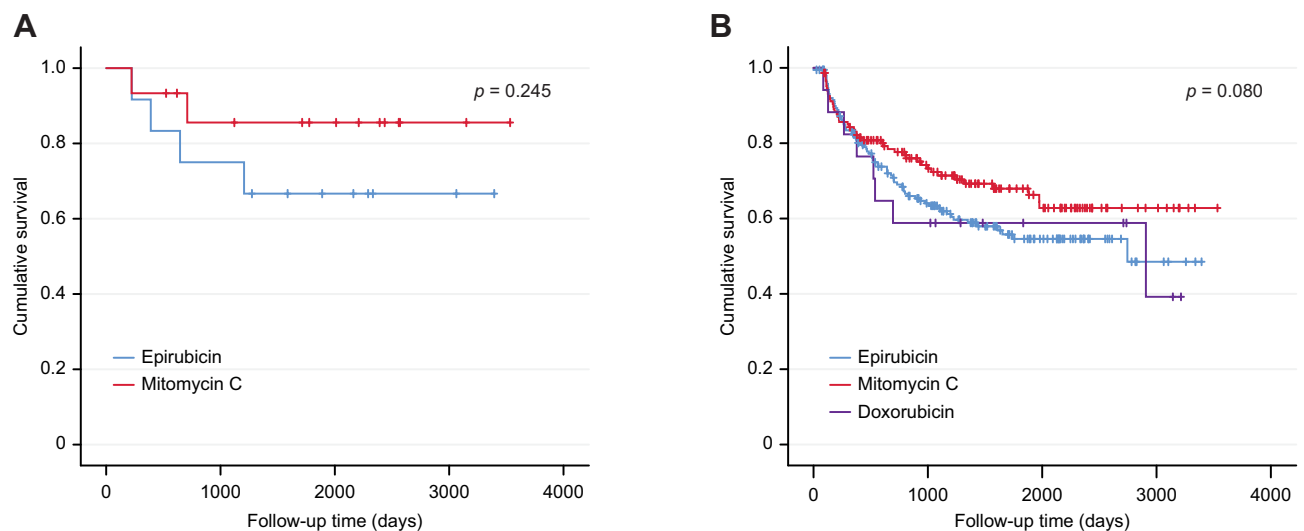 A
Cumulative survival
1.0
0.8
0.6
0.4
0.2
0
p = 0.245
Epirubicin
Mitomycin C
0 1000 2000 3000 4000
Follow-up time (days)
B
Cumulative survival
1.0
0.8
0.6
0.4
0.2
0
p = 0.080
Epirubicin
Mitomycin C
Doxorubicin
0 1000 2000 3000 4000
Follow-up time (days)